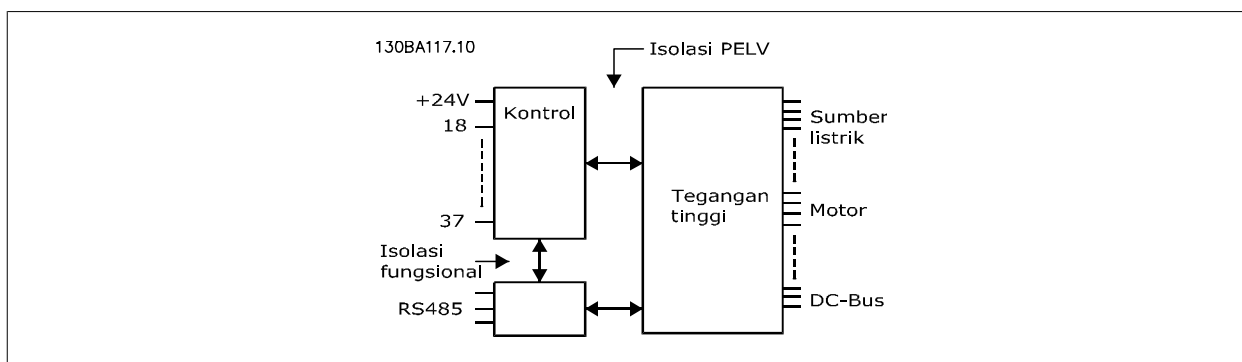 130BA117.10
Isolasi PELV
+24V
18
37
Kontrol
Tegangan
tinggi
Sumber
listrik
Motor
DC-Bus
Isolasi
fungsional
RS485